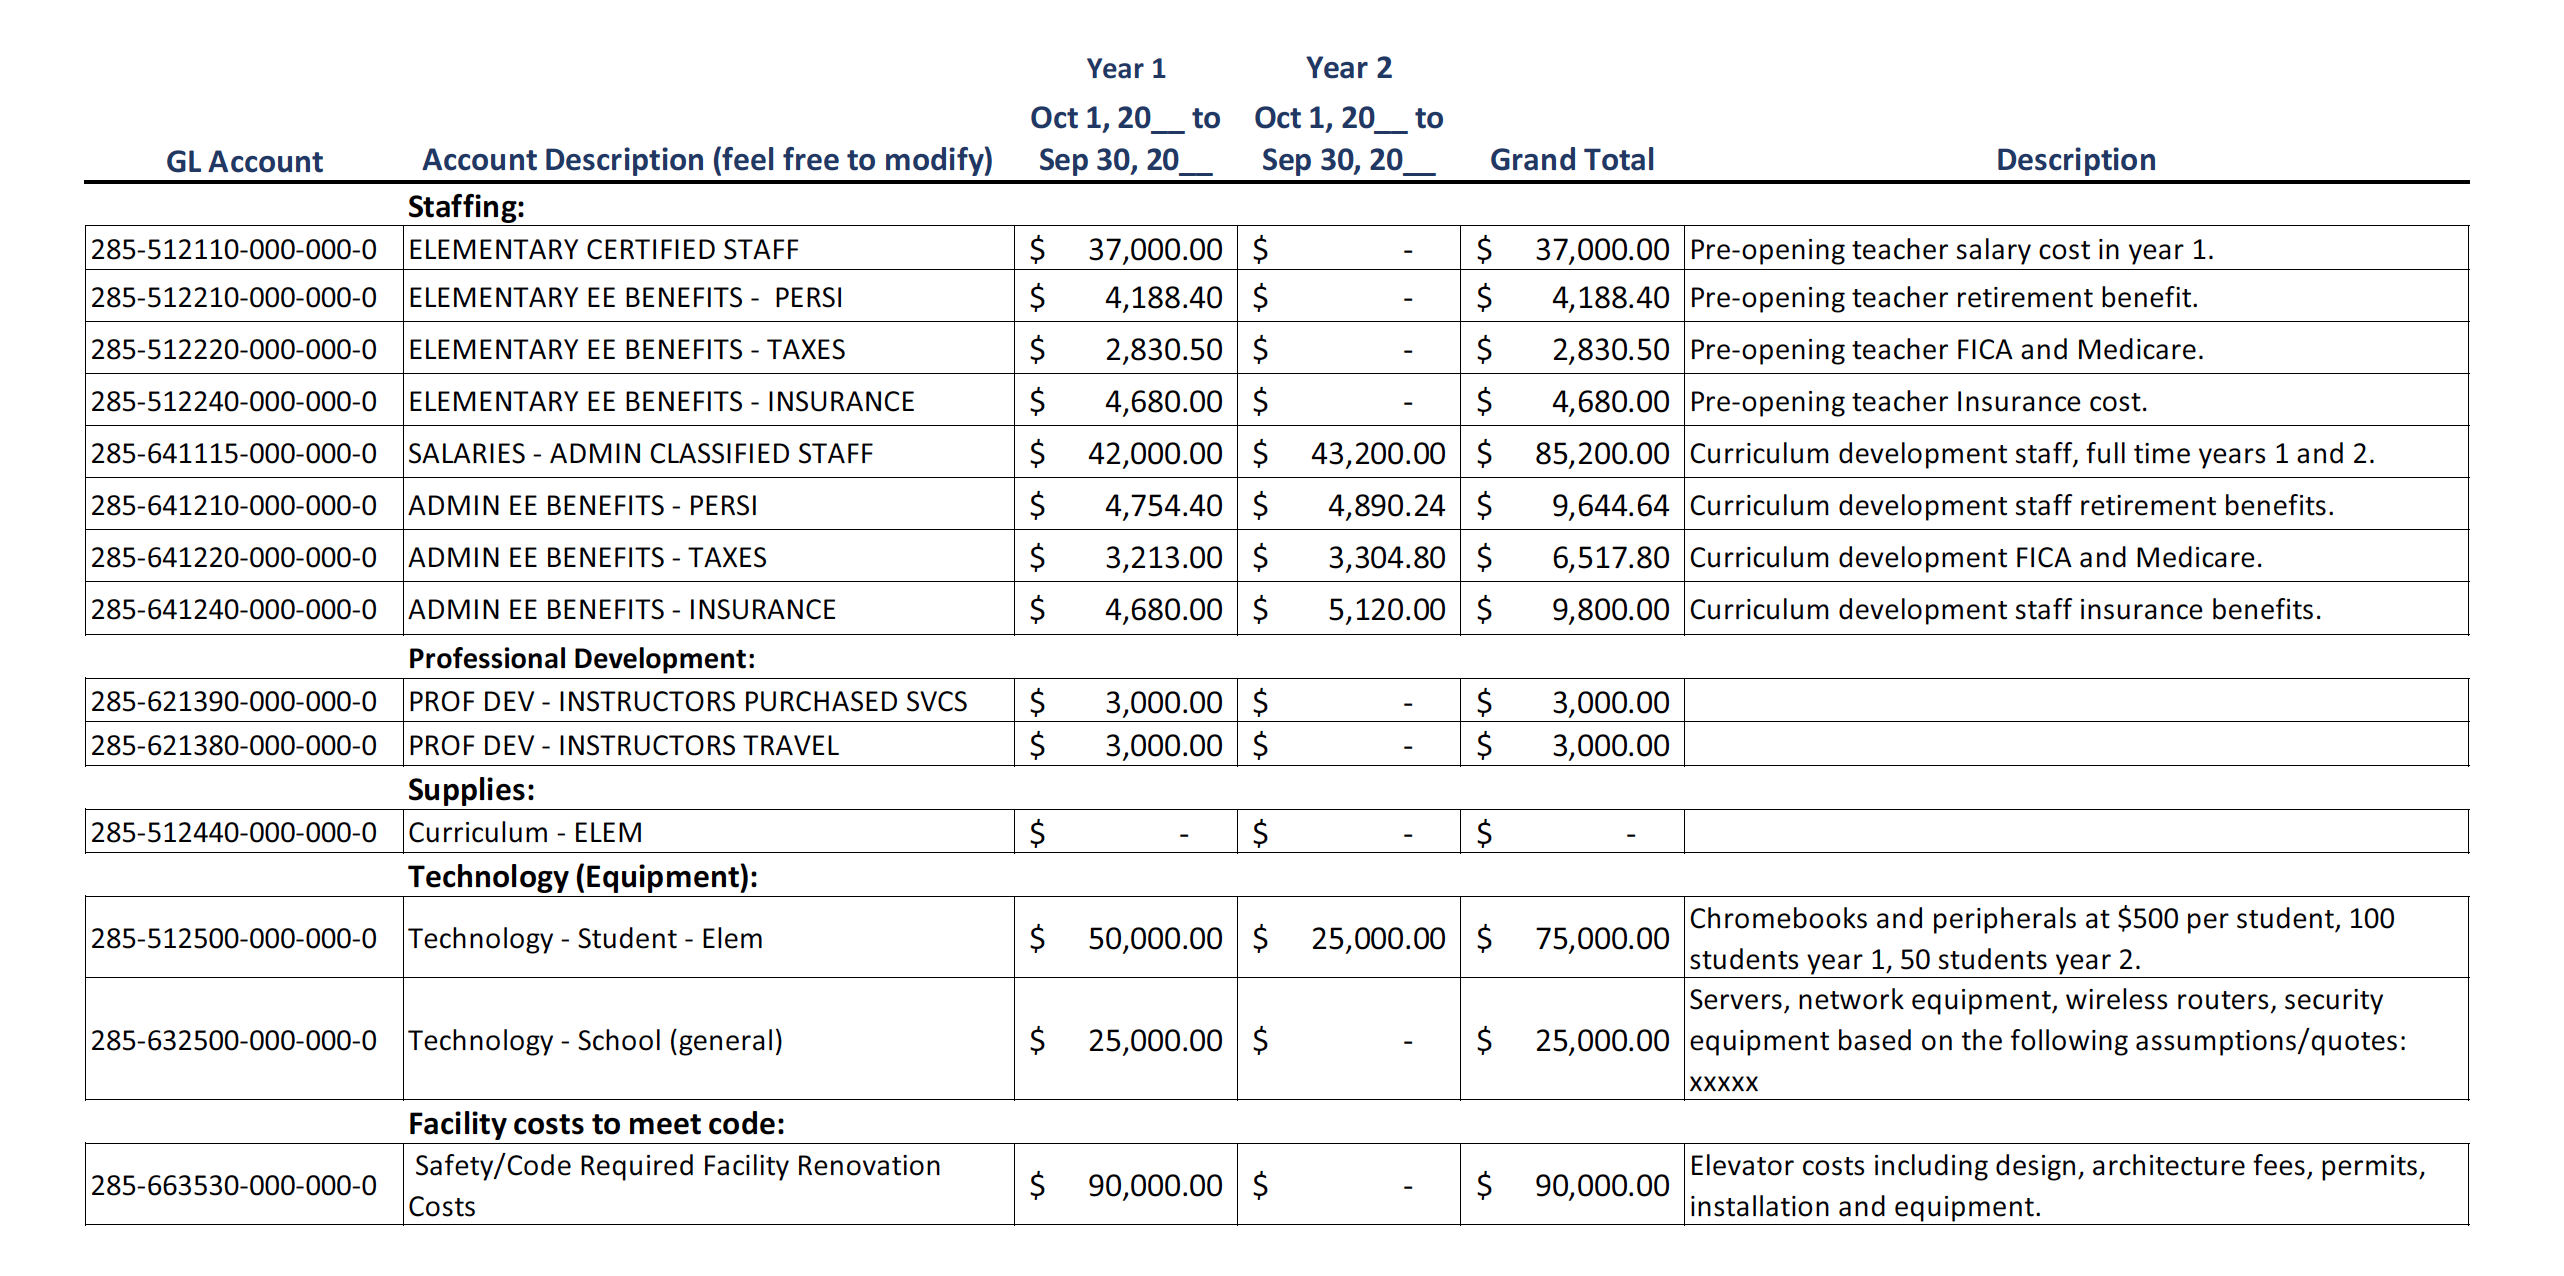 Year 1 Year 2
Oct 1, 20__ to Oct 1, 20__ to
GL Account Account Description (feel free to modify) Sep 30, 20__ Sep 30, 20__ Grand Total Description
Staffing:
285-512110-000-000-0 ELEMENTARY CERTIFIED STAFF $ 37,000.00 $ - $ 37,000.00 Pre-opening teacher salary cost in year 1.
285-512210-000-000-0 ELEMENTARY EE BENEFITS - PERSI $ 4,188.40 $ - $ 4,188.40 Pre-opening teacher retirement benefit.
285-512220-000-000-0 ELEMENTARY EE BENEFITS - TAXES $ 2,830.50 $ - $ 2,830.50 Pre-opening teacher FICA and Medicare.
285-512240-000-000-0 ELEMENTARY EE BENEFITS - INSURANCE $ 4,680.00 $ - $ 4,680.00 Pre-opening teacher Insurance cost.
285-641115-000-000-0 SALARIES - ADMIN CLASSIFIED STAFF $ 42,000.00 $ 43,200.00 $ 85,200.00 Curriculum development staff, full time years 1 and 2.
285-641210-000-000-0 ADMIN EE BENEFITS - PERSI $ 4,754.40 $ 4,890.24 $ 9,644.64 Curriculum development staff retirement benefits.
285-641220-000-000-0 ADMIN EE BENEFITS - TAXES $ 3,213.00 $ 3,304.80 $ 6,517.80 Curriculum development FICA and Medicare.
285-641240-000-000-0 ADMIN EE BENEFITS - INSURANCE $ 4,680.00 $ 5,120.00 $ 9,800.00 Curriculum development staff insurance benefits.
Professional Development:
285-621390-000-000-0 PROF DEV - INSTRUCTORS PURCHASED SVCS $ 3,000.00 $ - $ 3,000.00
285-621380-000-000-0 PROF DEV - INSTRUCTORS TRAVEL $ 3,000.00 $ - $ 3,000.00
Supplies:
285-512440-000-000-0 Curriculum - ELEM $ - $ - $ -
Technology (Equipment):
285-512500-000-000-0 Technology - Student - Elem $ 50,000.00 $ 25,000.00 $ 75,000.00 Chromebooks and peripherals at $500 per student, 100
students year 1, 50 students year 2.
285-632500-000-000-0 Technology - School (general) $ 25,000.00 $ - $ 25,000.00 Servers, network equipment, wireless routers, security
equipment based on the following assumptions/quotes:
xxxxx
Facility costs to meet code:
285-663530-000-000-0 Safety/Code Required Facility Renovation
Costs $ 90,000.00 $ - $ 90,000.00 Elevator costs including design, architecture fees, permits,
installation and equipment.